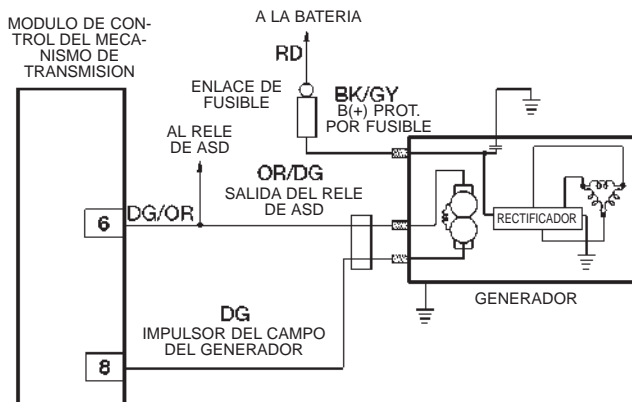 MODULO DE CON-
TROL DEL MECA-
NISMO DE
TRANSMISION
A LA BATERIA
RD
ENLACE DE
FUSIBLE
BK/GY
B(+) PROT.
POR FUSIBLE
AL RELE
DE ASD
OR/DG
SALIDA DEL RELE
DE ASD
6
DG/OR
RECTIFICADOR
GENERADOR
DG
IMPULSOR DEL CAMPO
DEL GENERADOR
8